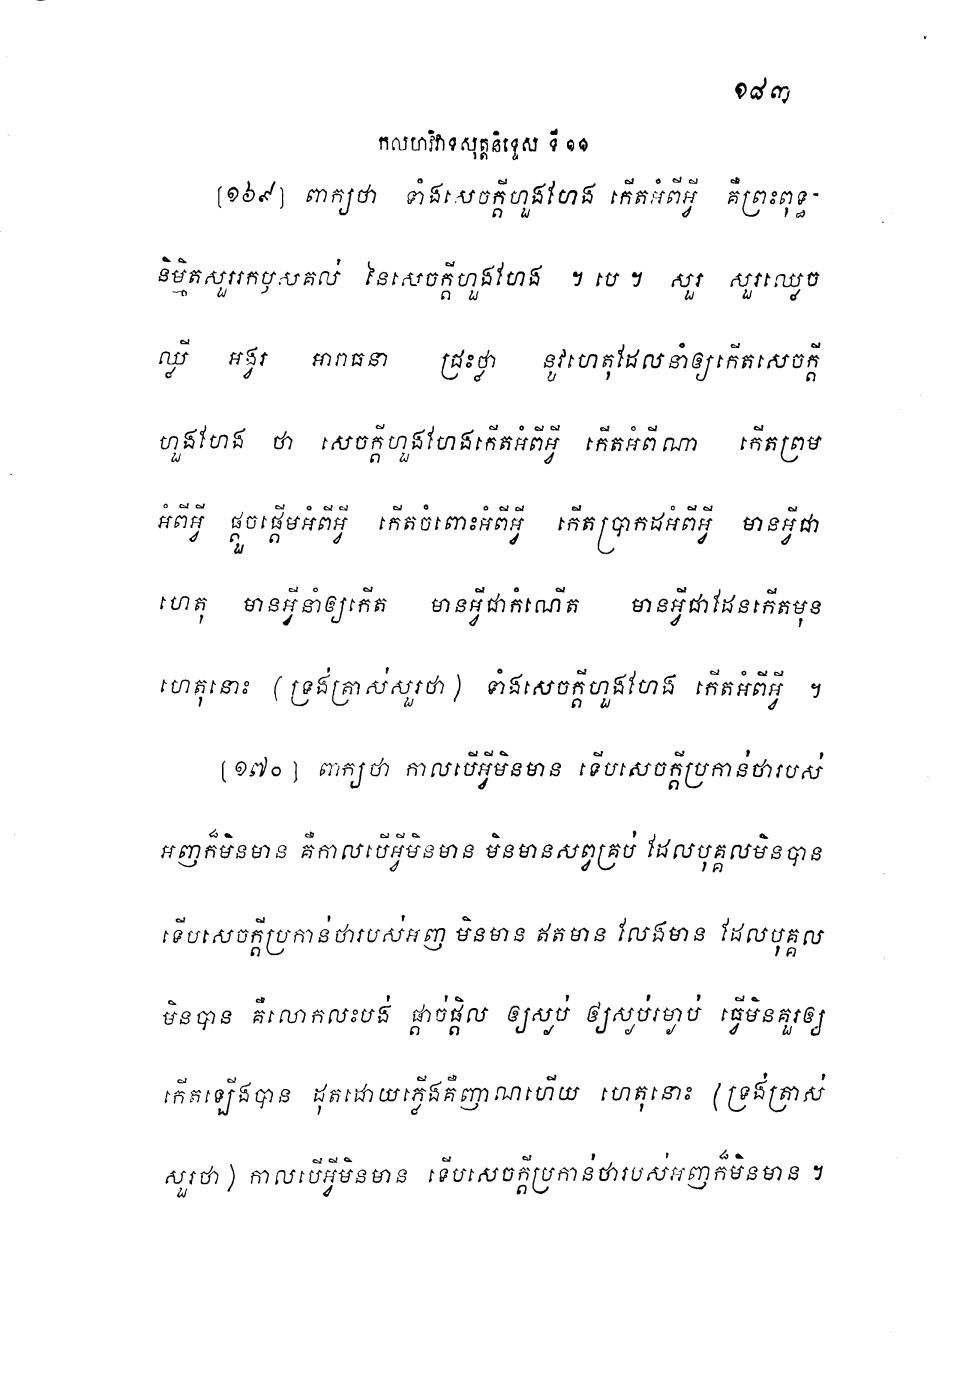 ១៨៣
កលហវិវាទសុត្តនិទ្ទេស ទី ១១
[១៦៩] ពាក្យថា ទាំងសេចក្តីហួងហែង កើតអំពីអ្វី គឺព្រះពុទ្ធ-
និម្មិតសួររកឫសគល់ នៃសេចក្តីហួងហែង ។ បេ ។ សួរ សួរឈ្វេច
ឈ្លី អង្វរ អារាធនា ជ្រះថ្លា នូវហេតុដែលនាំឲ្យកើតសេចក្តី
ហួងហែង ថា សេចក្តីហួងហែងកើតអំពីអ្វី កើតអំពីណា កើតព្រម
អំពីអ្វី ផ្តួចផ្តើមអំពីអ្វី កើតចំពោះអំពីអ្វី កើតប្រាកដអំពីអ្វី មានអ្វីជា
ហេតុ មានអ្វីនាំឲ្យកើត មានអ្វីជាកំណើត មានអ្វីជាដែនកើតមុន
ហេតុនោះ (ទ្រង់ត្រាស់សួរថា) ទាំងសេចក្តីហួងហែង កើតអំពីអ្វី ។
[១៧០] ពាក្យថា កាលបើអ្វីមិនមាន ទើបសេចក្តីប្រកាន់ថារបស់
អញក៏មិនមាន គឺកាលបើអ្វីមិនមាន មិនមានសព្វគ្រប់ ដែលបុគ្គលមិនបាន
ទើបសេចក្តីប្រកាន់ថារបស់អញ មិនមាន ឥតមាន លែងមាន ដែលបុគ្គល
មិនបាន គឺលោកលះបង់ ផ្តាច់ផ្តិល ឲ្យស្ងប់ ឲ្យស្ងប់រម្ងាប់ ធ្វើមិនគួរឲ្យ
កើតឡើងបាន ដុតដោយភ្លើងគឺញាណហើយ ហេតុនោះ (ទ្រង់ត្រាស់
សួរថា) កាលបើអ្វីមិនមាន ទើបសេចក្តីប្រកាន់ថារបស់អញក៏មិនមាន ។